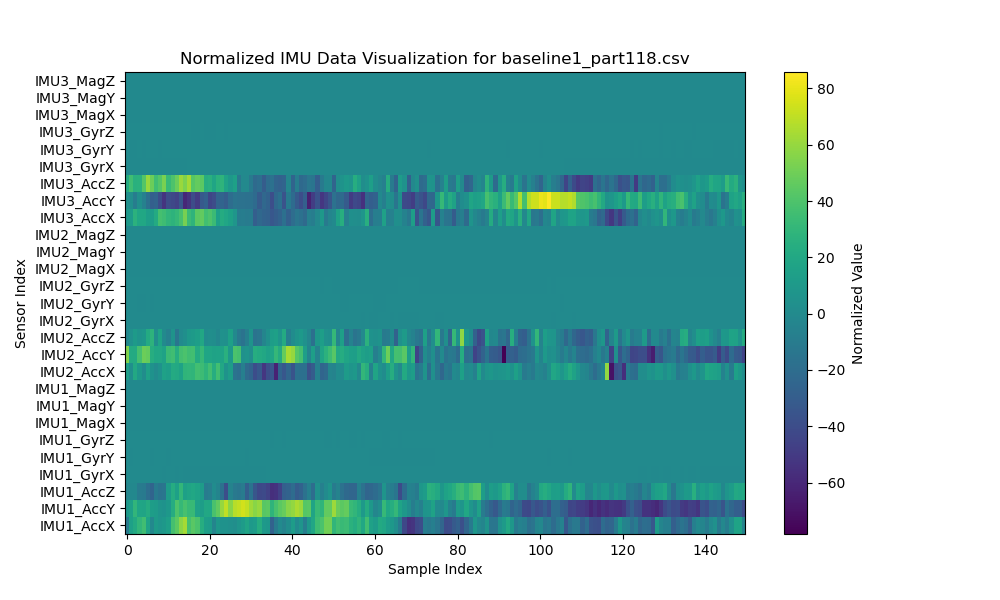 Normalized IMU Data Visualization for baseline1_part118.csv
IMU3_MagZ
IMU3_MagY
IMU3_MagX
IMU3_GyrZ
IMU3_GyrY
IMU3_GyrX
IMU3_AccZ
IMU3_AccY
IMU3_AccX
IMU2_MagZ
IMU2_MagY
IMU2_MagX
IMU2_GyrZ
IMU2_GyrY
IMU2_GyrX
IMU2_AccZ
IMU2_AccY
IMU2_AccX
IMU1_MagZ
IMU1_MagY
IMU1_MagX
IMU1_GyrZ
IMU1_GyrY
IMU1_GyrX
IMU1_AccZ
IMU1_AccY
IMU1_AccX
Sensor Index
0 20 40 60 80 100 120 140
Sample Index
80
60
40
20
0
−20
−40
−60
Normalized Value